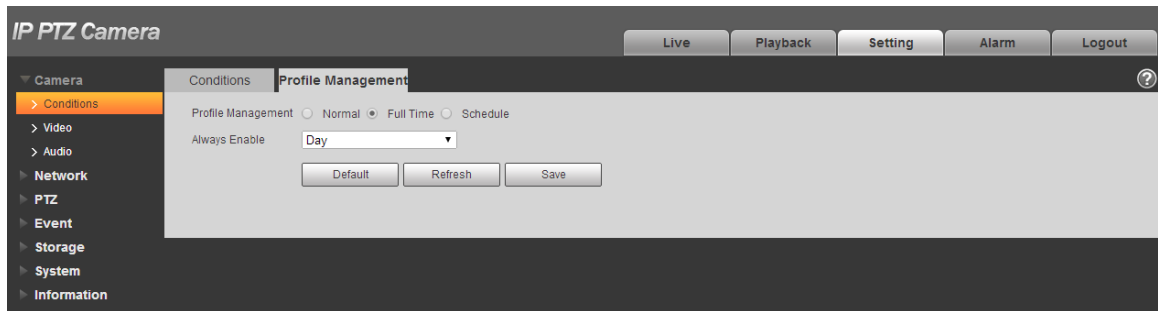 IP PTZ Camera
Live Playback Setting Alarm Logout
Camera
Conditions
Video
Audio
Network
PTZ
Event
Storage
System
Information
Conditions Profile Management
?
Profile Management Normal Full Time Schedule
Always Enable Day
Default Refresh Save